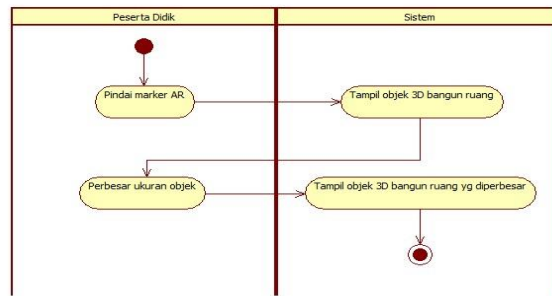 Peserta Didik
Sistem
Pindai marker AR
Tampil objek 3D bangun ruang
Perbesar ukuran objek
Tampil objek 3D bangun ruang yg diperbesar